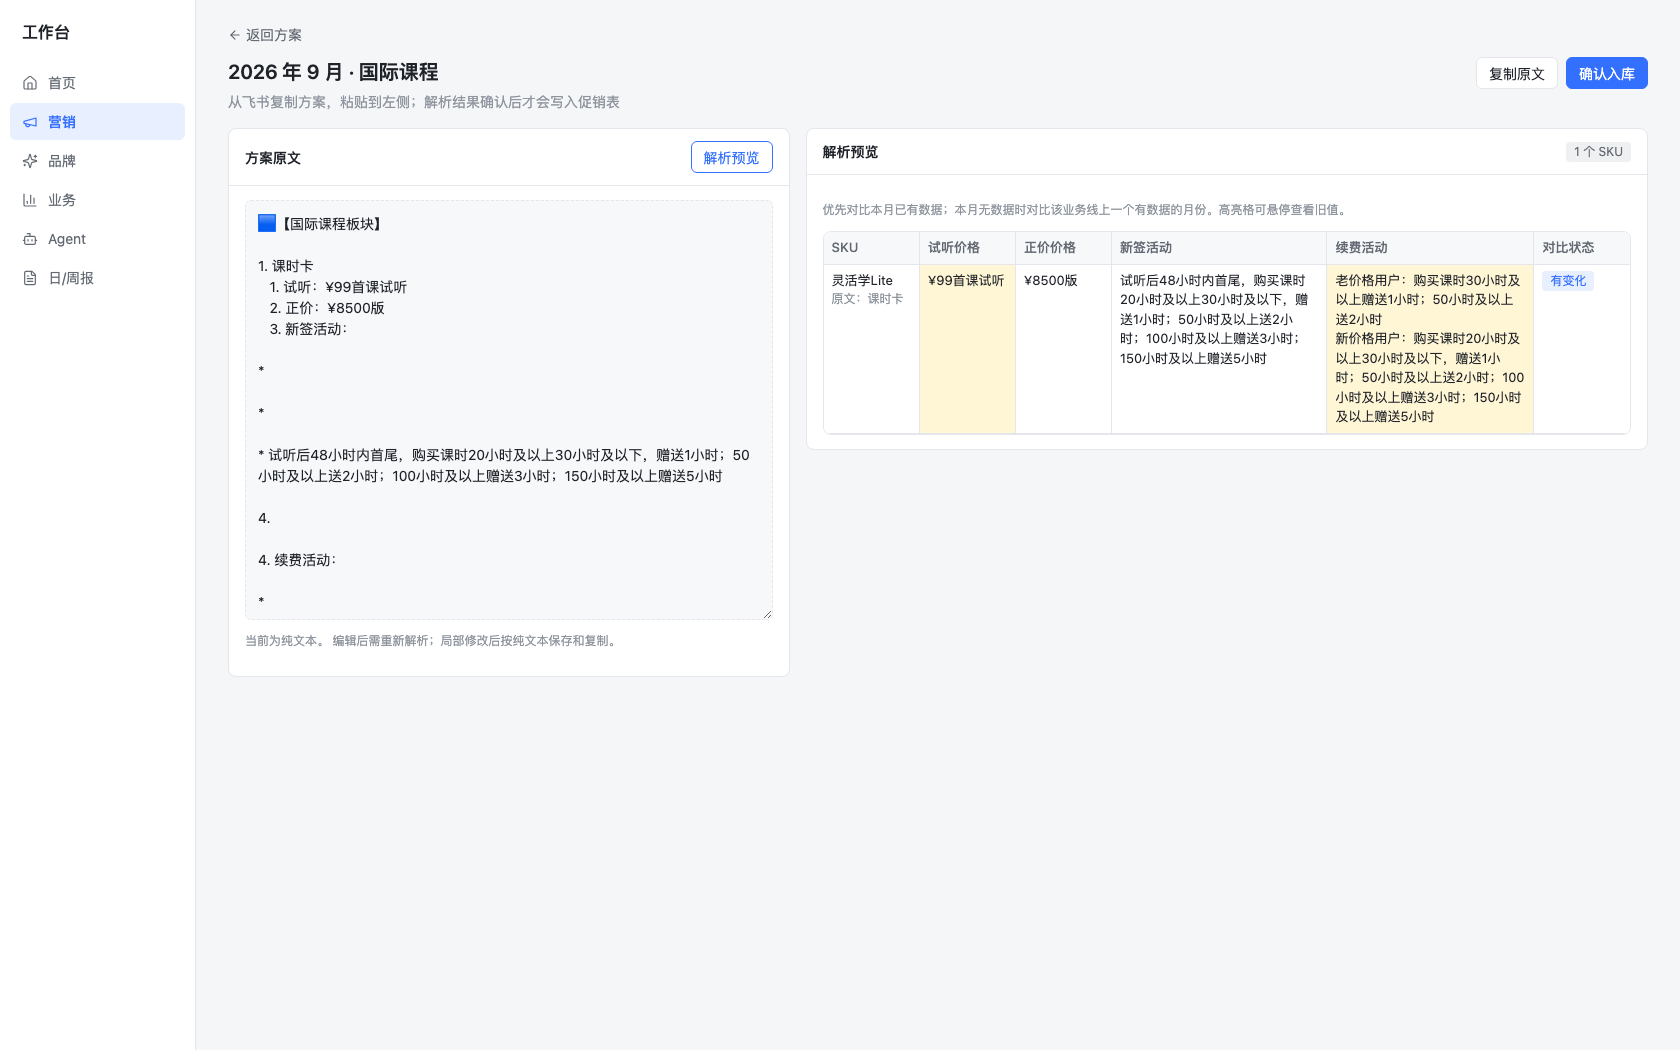 工作台
首页
营销
品牌
业务
Agent
日/周报
返回方案
2026 年 9 月 · 国际课程
从飞书复制方案，粘贴到左侧；解析结果确认后才会写入促销表
复制原文
确认入库
方案原文
解析预览
【国际课程板块】
1. 课时卡
1. 试听：¥99首课试听
2. 正价：¥8500版
3. 新签活动：
*
*
* 试听后48小时内首尾，购买课时20小时及以上30小时及以下，赠送1小时；50
小时及以上送2小时；100小时及以上赠送3小时；150小时及以上赠送5小时
4.
4. 续费活动：
*
当前为纯文本。 编辑后需重新解析；局部修改后按纯文本保存和复制。
解析预览
1 个 SKU
优先对比本月已有数据；本月无数据时对比该业务线上一个有数据的月份。高亮格可悬停查看旧值。
SKU
试听价格
正价价格
新签活动
续费活动
对比状态
灵活学Lite
原文：课时卡
¥99首课试听
¥8500版
试听后48小时内首尾，购买课时
20小时及以上30小时及以下，赠
送1小时；50小时及以上送2小
时；100小时及以上赠送3小时；
150小时及以上赠送5小时
老价格用户：购买课时30小时及
以上赠送1小时；50小时及以上
送2小时
新价格用户：购买课时20小时及
以上30小时及以下，赠送1小
时；50小时及以上送2小时；100
小时及以上赠送3小时；150小时
及以上赠送5小时
有变化